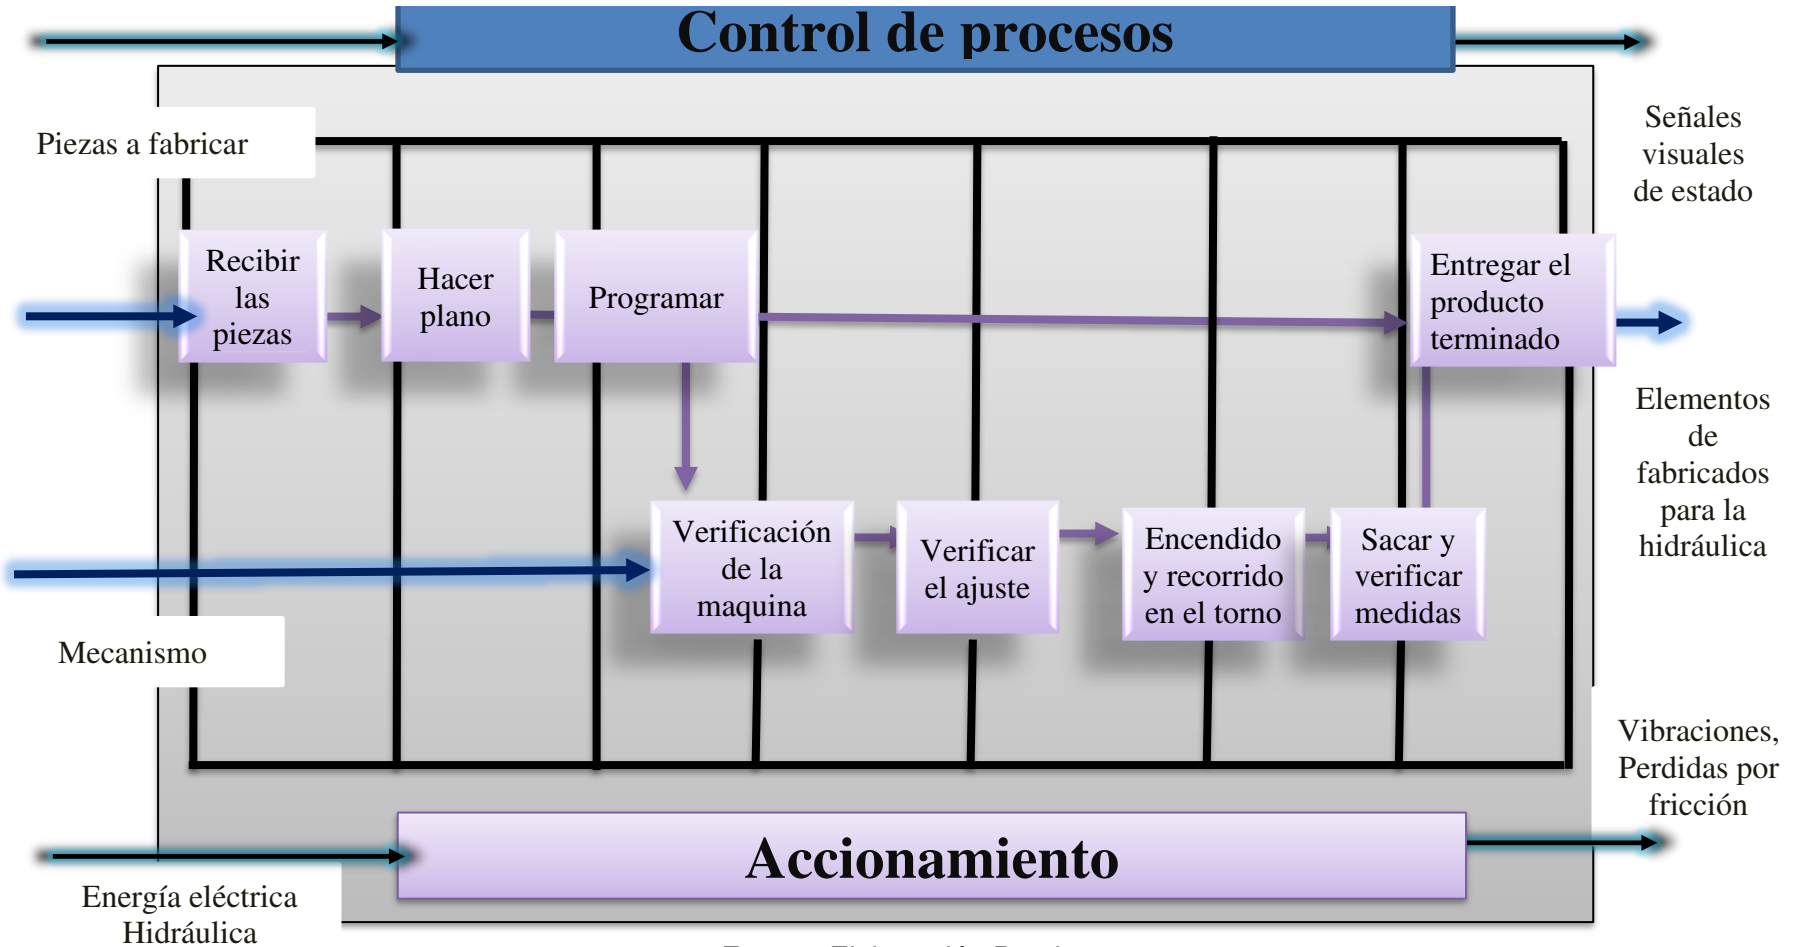 Control de procesos
Piezas a fabricar
Señales
visuales
de estado
Recibir
las
piezas
Hacer
plano
Programar
Entregar el
producto
terminado
Elementos
de
fabricados
para la
hidráulica
Verificación
de la
maquina
Verificar
el ajuste
Encendido
y recorrido
en el torno
Sacar y
verificar
medidas
Mecanismo
Vibraciones,
Perdidas por
fricción
Accionamiento
Energía eléctrica
Hidráulica